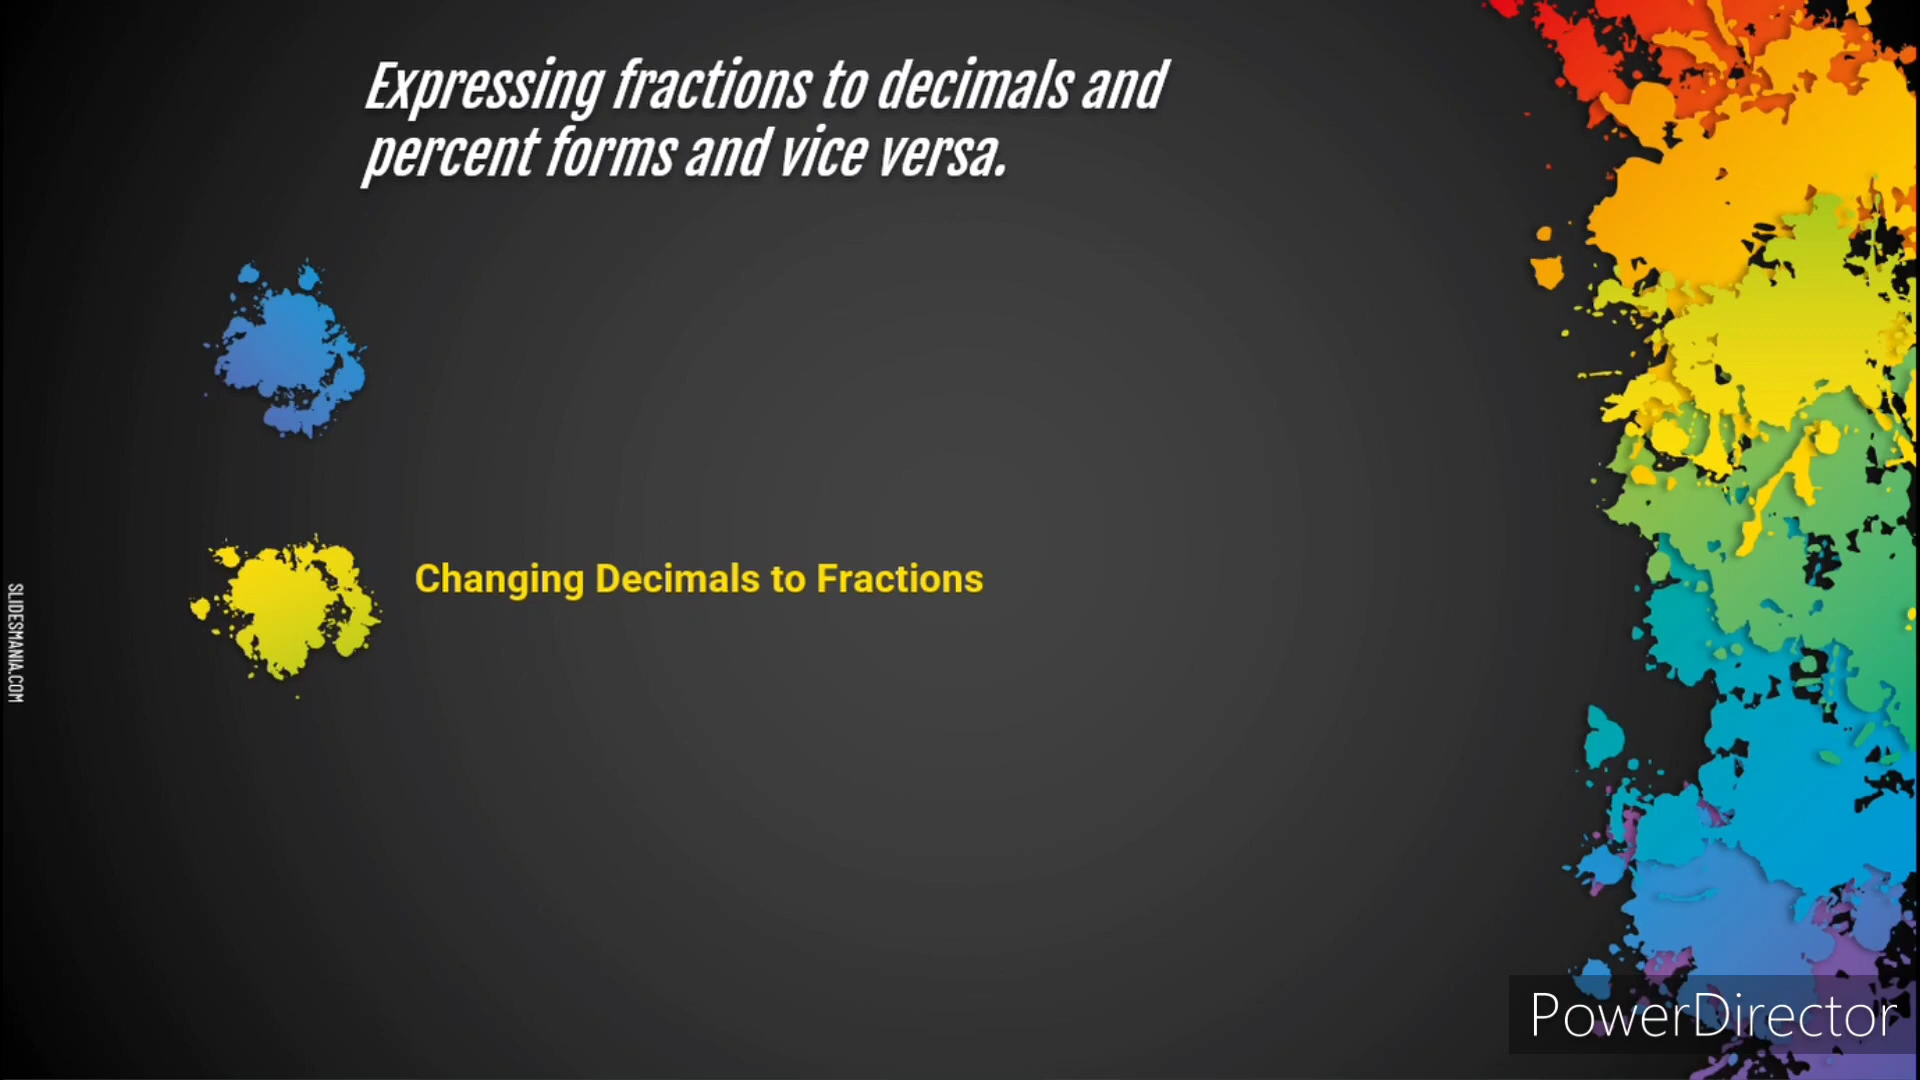 Expressing fractions to decimals and
percent forms and vice versa.
Changing Decimals to Fractions
SLIDESMANIA.COM
PowerDirector